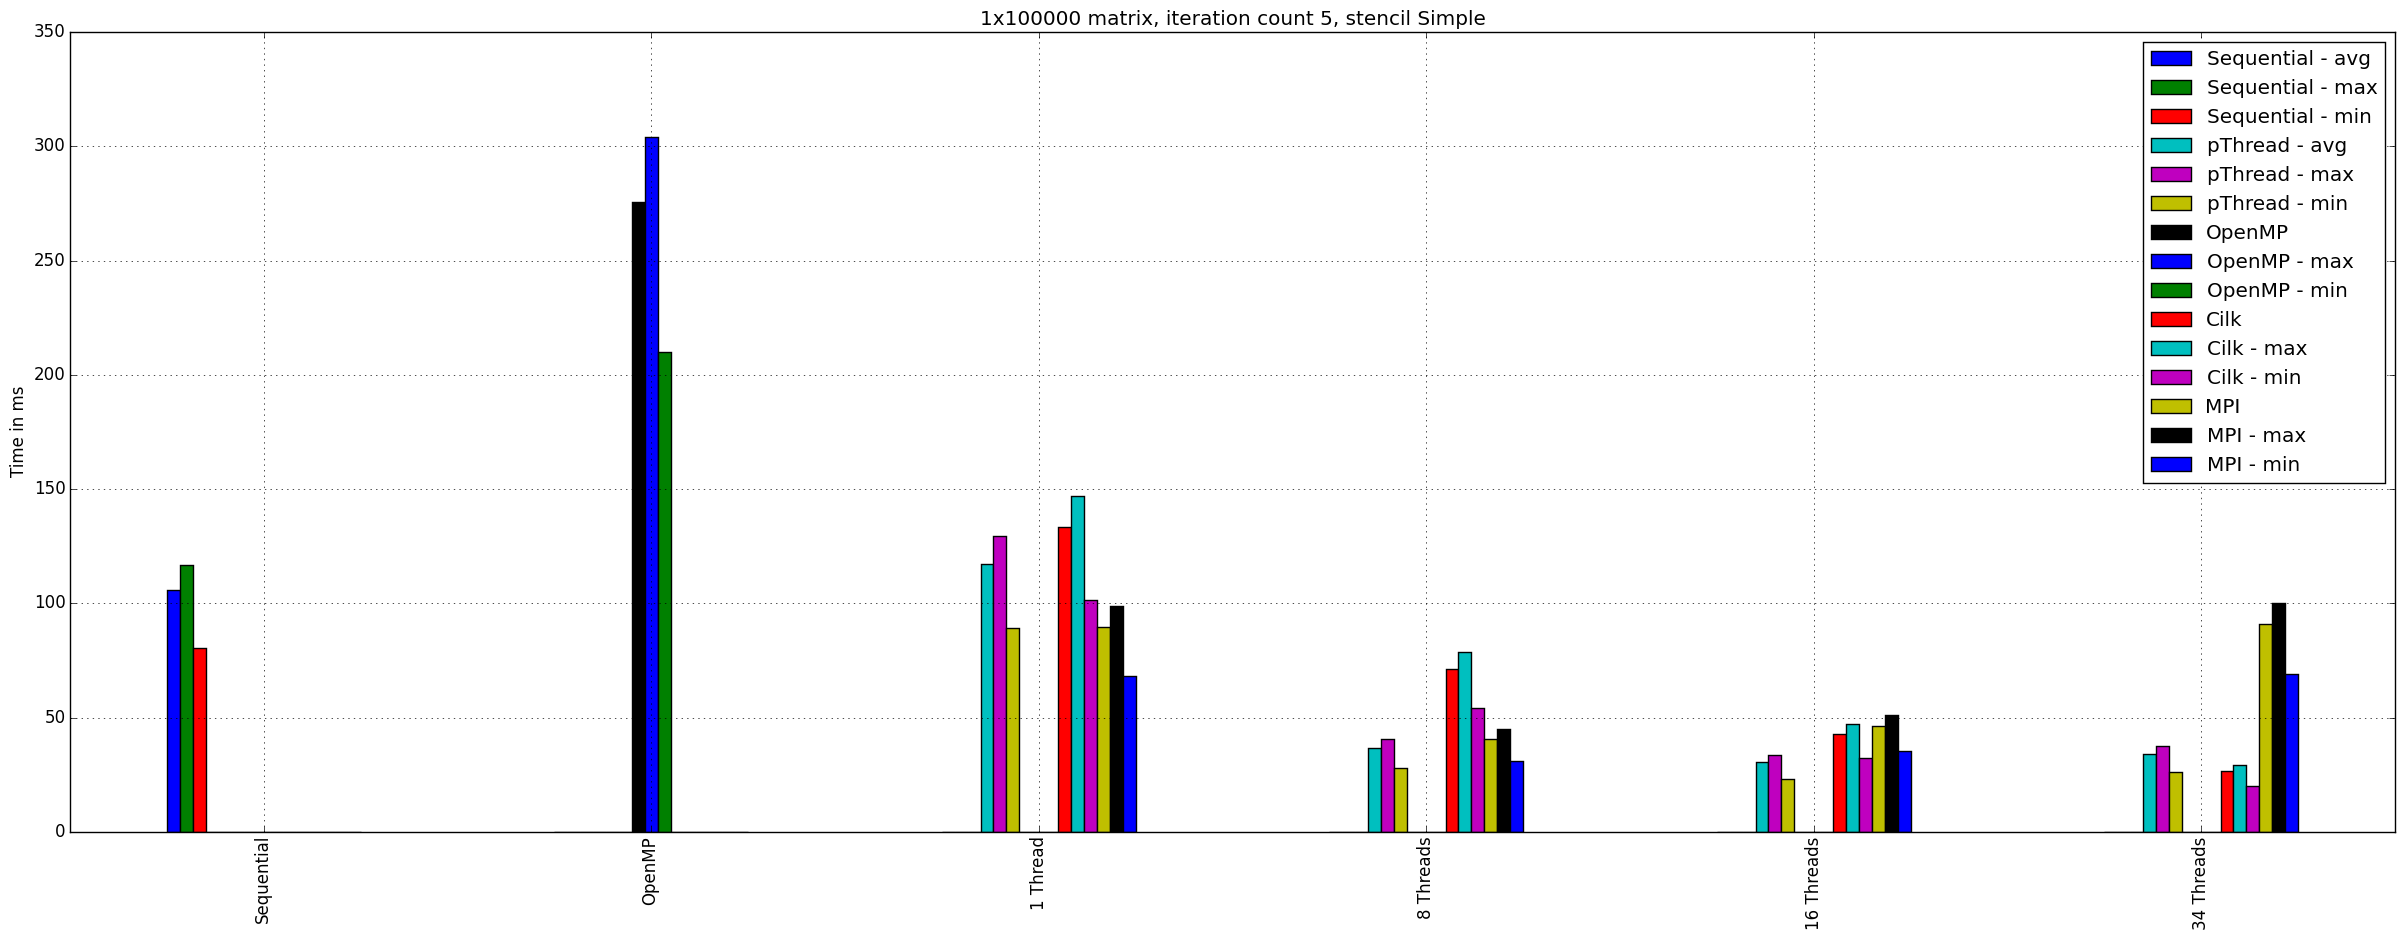 1x100000 matrix, iteration count 5, stencil Simple
350
300
250
200
150
100
50
0
Time in ms
Sequential - avg
Sequential - max
Sequential - min
pThread - avg
pThread - max
pThread - min
OpenMP
OpenMP - max
OpenMP - min
Cilk
Cilk - max
Cilk - min
MPI
MPI - max
MPI - min
Sequential
OpenMP
1 Thread
8 Threads
16 Threads
34 Threads